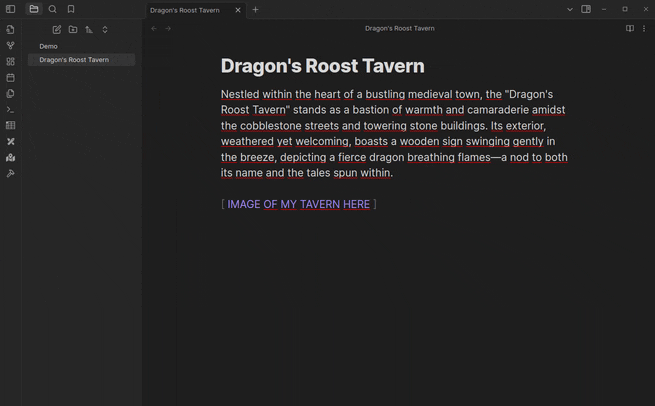 Dragon's Roost Tavern
Dragon's Roost Tavern
Demo
Dragon's Roost Tavern
Dragon's Roost Tavern
Nestled within the heart of a bustling medieval town, the "Dragon's
Roost Tavern" stands as a bastion of warmth and camaraderie amidst
the cobblestone streets and towering stone buildings. Its exterior,
weathered yet welcoming, boasts a wooden sign swinging gently in
the breeze, depicting a fierce dragon breathing flames—a nod to both
its name and the tales spun within.
[ IMAGE OF MY TAVERN HERE ]